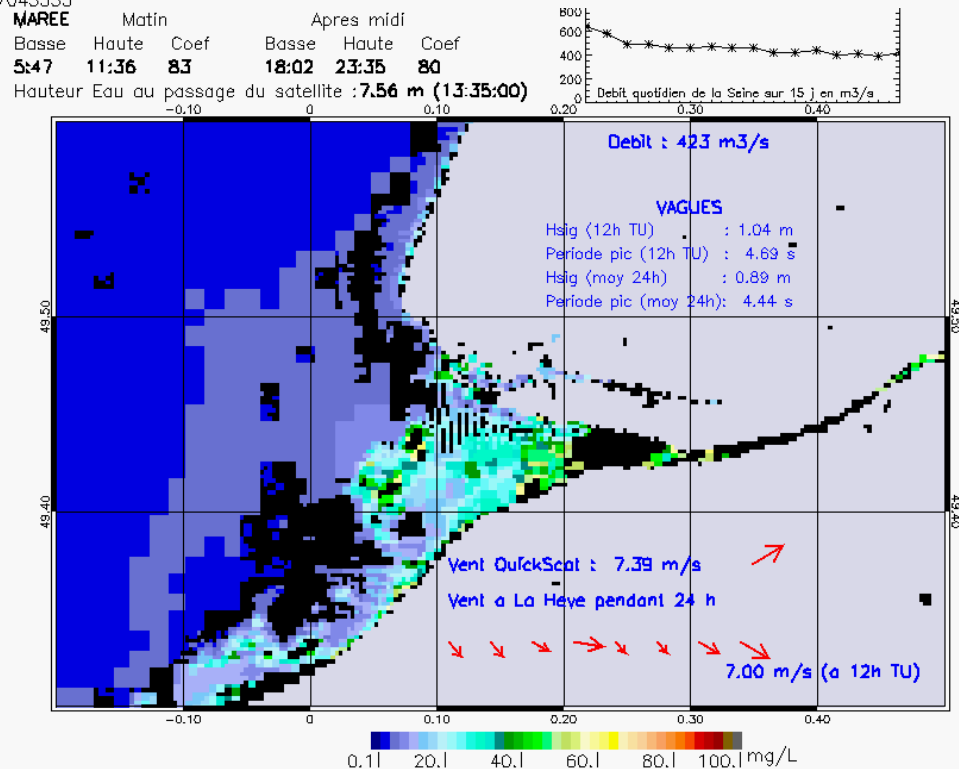 MAREE Matin Apres midi
Basse Haute Coef Basse Haute Coef
5:47 11:36 83 18:02 23:35 80
Hauteur Eau au passage du satellite :7.56 m (13:35:00)
800
600
400
200
0
Debit quotidien de la Seine sur 15 j en m3/s
-0.10 0 0.10 0.20 0.30 0.40
Debit : 423 m3/s
VAGUES
Hsig (12h TU) : 1.04 m
Periode pic (12h TU) : 4.69 s
Hsig (moy 24h) : 0.89 m
Periode pic (moy 24h): 4.44 s
49.50 49.50
49.40 49.40
Vent QuickScat : 7.39 m/s
Vent a La Heve pendant 24 h
7.00 m/s (a 12h TU)
-0.10 0 0.10 0.20 0.30 0.40
0.1| 20.| 40.| 60.| 80.| 100.| mg/L